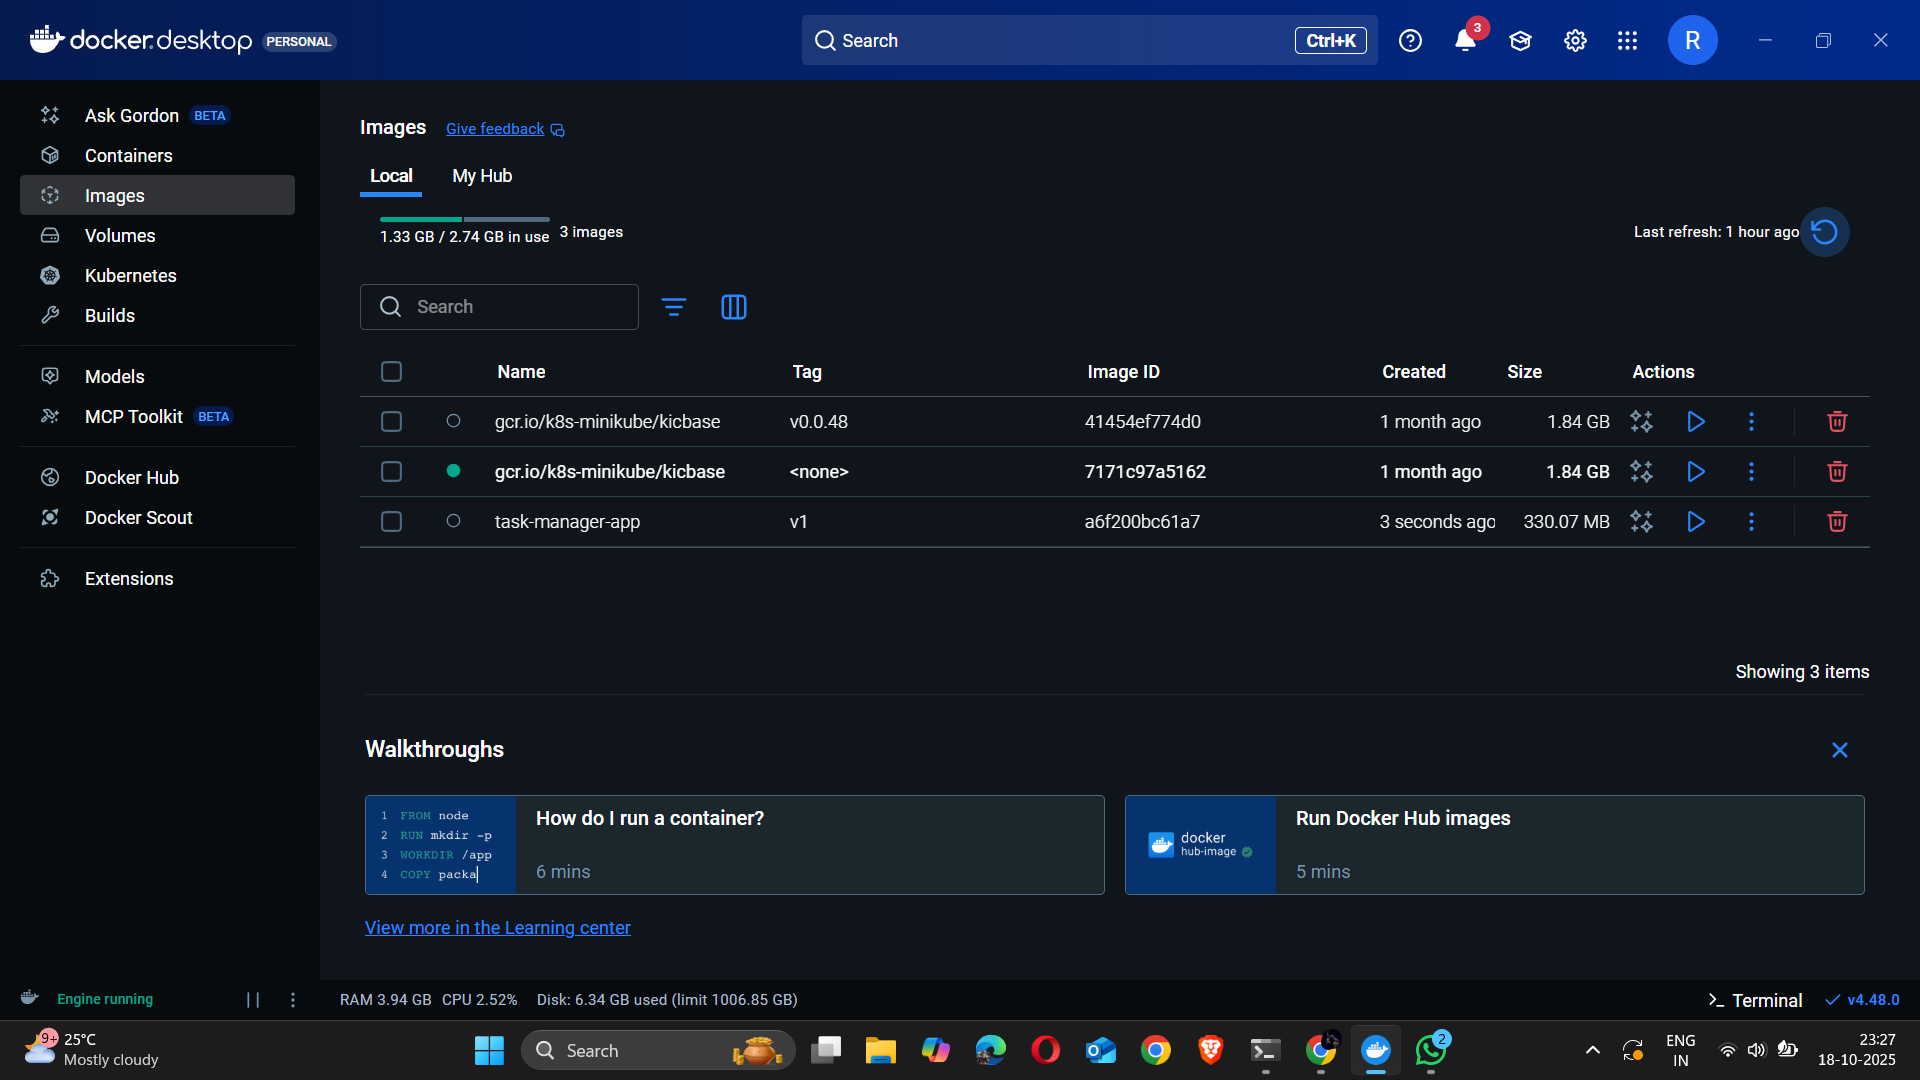 docker.desktop PERSONAL
Search Ctrl+K
3
R
Ask Gordon BETA
Containers
Images
Volumes
Kubernetes
Builds
Models
MCP Toolkit BETA
Docker Hub
Docker Scout
Extensions
Images Give feedback
Local My Hub
1.33 GB / 2.74 GB in use 3 images
Last refresh: 1 hour ago
Search
Name Tag Image ID Created Size Actions
gcr.io/k8s-minikube/kicbase v0.0.48 41454ef774d0 1 month ago 1.84 GB
gcr.io/k8s-minikube/kicbase <none> 7171c97a5162 1 month ago 1.84 GB
task-manager-app v1 a6f200bc61a7 3 seconds ago 330.07 MB
Showing 3 items
Walkthroughs
1 FROM node
2 RUN mkdir -p
3 WORKDIR /app
4 COPY packa
How do I run a container?
6 mins
docker
hub-image
Run Docker Hub images
5 mins
View more in the Learning center
Engine running
RAM 3.94 GB CPU 2.52% Disk: 6.34 GB used (limit 1006.85 GB)
Terminal v4.48.0
9+ 25°C
Mostly cloudy
Search
2
ENG
IN
23:27
18-10-2025